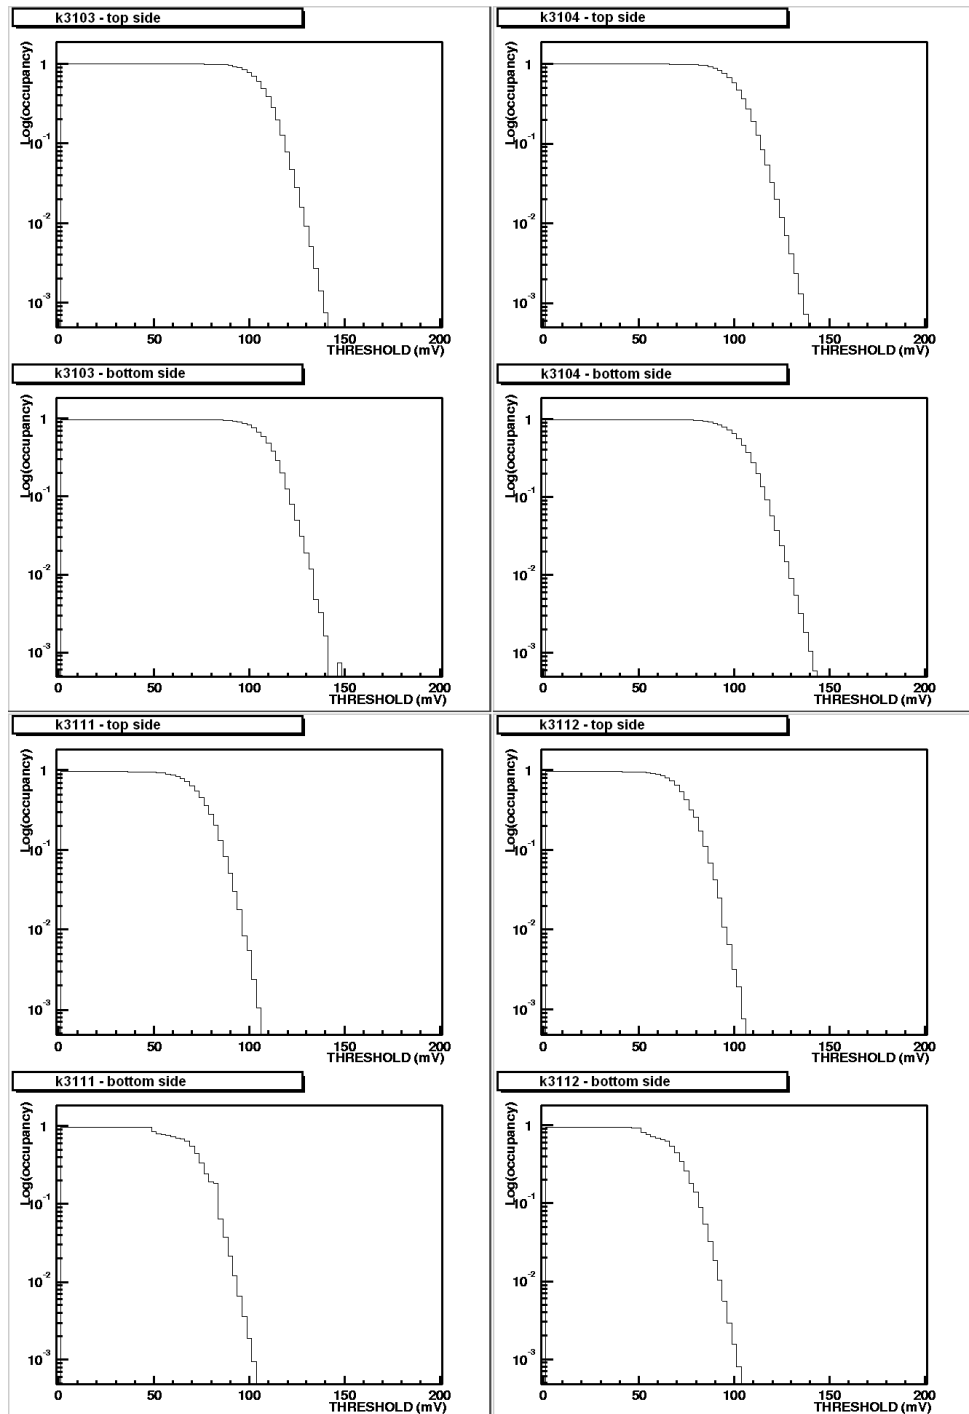 k3103 - top side
Log(occupancy)
1
10⁻¹
10⁻²
10⁻³
0 50 100 150 200
THRESHOLD (mV)
k3104 - top side
Log(occupancy)
1
10⁻¹
10⁻²
10⁻³
0 50 100 150 200
THRESHOLD (mV)
k3103 - bottom side
Log(occupancy)
1
10⁻¹
10⁻²
10⁻³
0 50 100 150 200
THRESHOLD (mV)
k3104 - bottom side
Log(occupancy)
1
10⁻¹
10⁻²
10⁻³
0 50 100 150 200
THRESHOLD (mV)
k3111 - top side
Log(occupancy)
1
10⁻¹
10⁻²
10⁻³
0 50 100 150 200
THRESHOLD (mV)
k3112 - top side
Log(occupancy)
1
10⁻¹
10⁻²
10⁻³
0 50 100 150 200
THRESHOLD (mV)
k3111 - bottom side
Log(occupancy)
1
10⁻¹
10⁻²
10⁻³
0 50 100 150 200
THRESHOLD (mV)
k3112 - bottom side
Log(occupancy)
1
10⁻¹
10⁻²
10⁻³
0 50 100 150 200
THRESHOLD (mV)